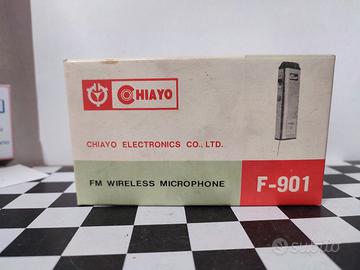 CHIAYO
CHIAYO ELECTRONICS CO., LTD.
FM WIRELESS MICROPHONE
F-901
subito